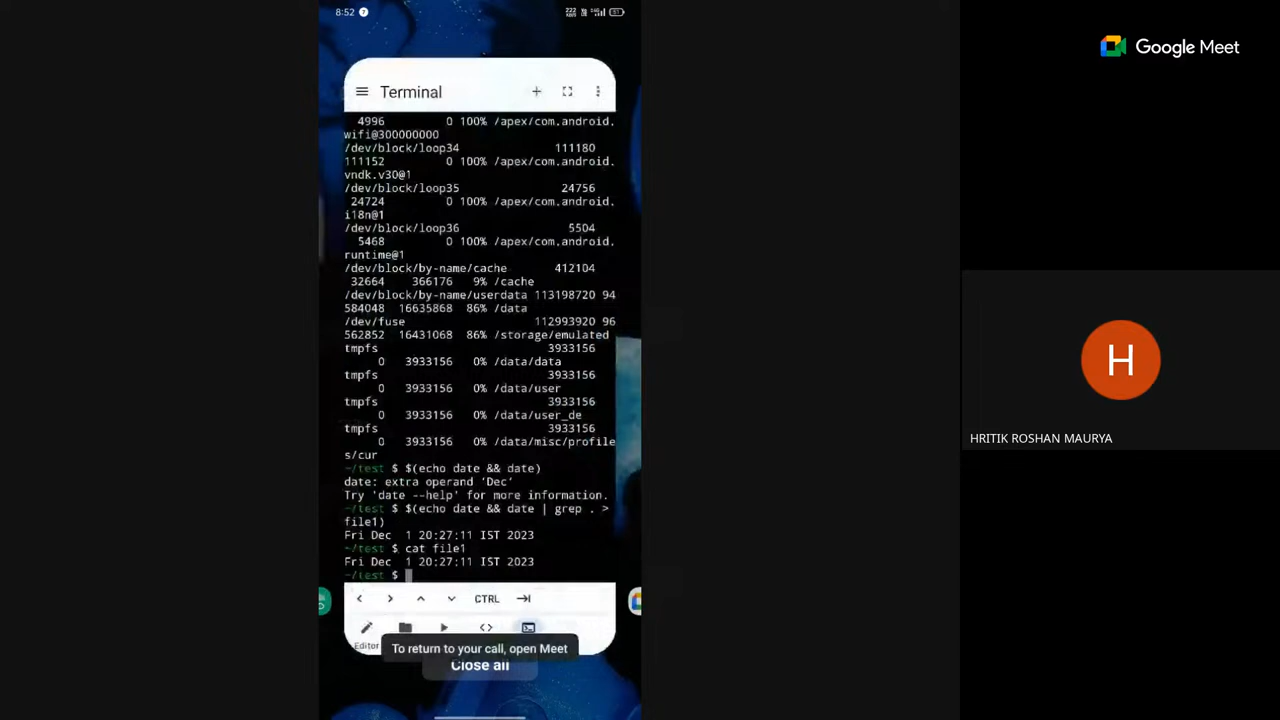 8:52
Google Meet
Terminal
4996 0 100% /apex/com.android.
wifi@300000000
/dev/block/loop34 111180
111152 0 100% /apex/com.android.
vndk.v30@1
/dev/block/loop35 24756
24724 0 100% /apex/com.android.
i18n@1
/dev/block/loop36 5504
5468 0 100% /apex/com.android.
runtime@1
/dev/block/by-name/cache 412104
32664 366176 9% /cache
/dev/block/by-name/userdata 113198720 94
584048 16635868 86% /data
/dev/fuse 112993920 96
562852 16431068 86% /storage/emulated
tmpfs 3933156
0 3933156 0% /data/data
tmpfs 3933156
0 3933156 0% /data/user
tmpfs 3933156
0 3933156 0% /data/user_de
tmpfs 3933156
0 3933156 0% /data/misc/profile
s/cur
~/test $ $(echo date && date)
date: extra operand ‘Dec’
Try 'date --help' for more information.
~/test $ $(echo date && date | grep . >
file1)
Fri Dec 1 20:27:11 IST 2023
~/test $ cat file1
Fri Dec 1 20:27:11 IST 2023
~/test $
CTRL
Editor
To return to your call, open Meet
Close all
H
HRITIK ROSHAN MAURYA